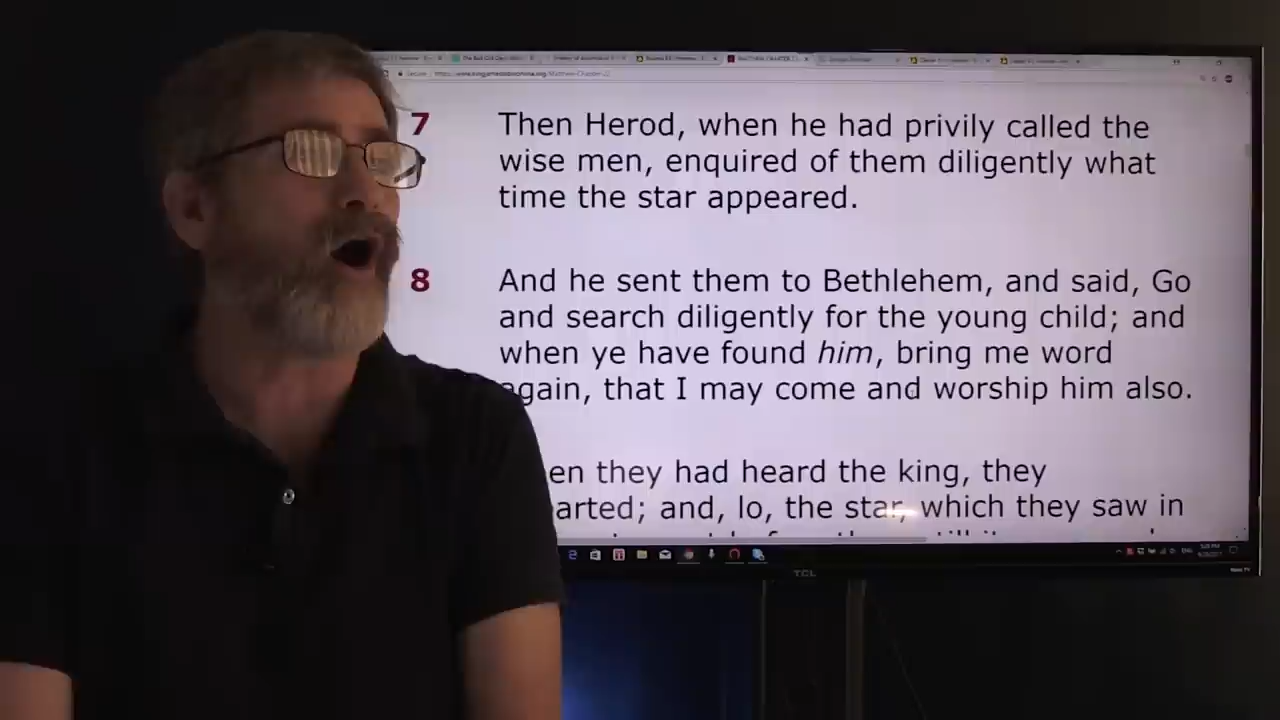 7 Then Herod, when he had privily called the
wise men, enquired of them diligently what
time the star appeared.
8 And he sent them to Bethlehem, and said, Go
and search diligently for the young child; and
when ye have found him, bring me word
again, that I may come and worship him also.
en they had heard the king, they
arted; and, lo, the star, which they saw in
TCL